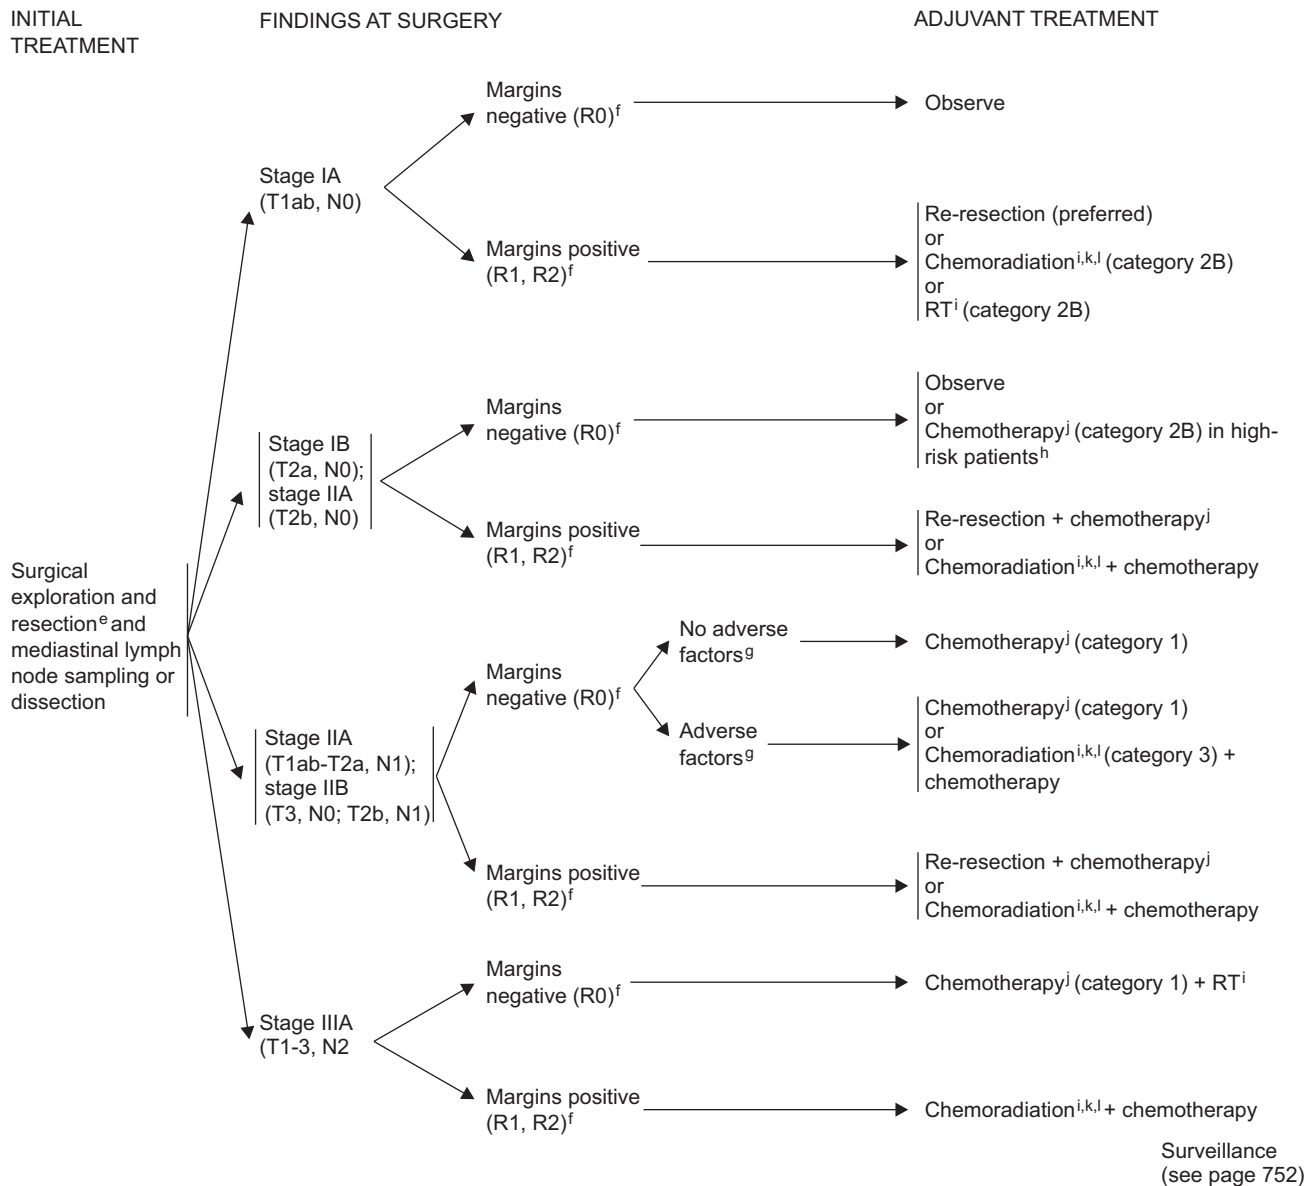 INITIAL
TREATMENT
FINDINGS AT SURGERY
ADJUVANT TREATMENT
Margins
negative (R0)f
Observe
Stage IA
(T1ab, N0)
Margins positive
(R1, R2)f
Re-resection (preferred)
or
Chemoradiationi,k,l (category 2B)
or
RTi (category 2B)
Stage IB
(T2a, N0);
stage IIA
(T2b, N0)
Margins
negative (R0)f
Observe
or
Chemotherapyj (category 2B) in high-
risk patientsh
Margins positive
(R1, R2)f
Re-resection + chemotherapyj
or
Chemoradiationi,k,l + chemotherapy
Surgical
exploration and
resectione and
mediastinal lymph
node sampling or
dissection
Stage IIA
(T1ab-T2a, N1);
stage IIB
(T3, N0; T2b, N1)
Margins
negative (R0)f
No adverse
factorsg
Chemotherapyj (category 1)
Adverse
factorsg
Chemotherapyj (category 1)
or
Chemoradiationi,k,l (category 3) +
chemotherapy
Margins positive
(R1, R2)f
Re-resection + chemotherapyj
or
Chemoradiationi,k,l + chemotherapy
Stage IIIA
(T1-3, N2
Margins
negative (R0)f
Chemotherapyj (category 1) + RTi
Margins positive
(R1, R2)f
Chemoradiationi,k,l + chemotherapy
Surveillance
(see page 752)